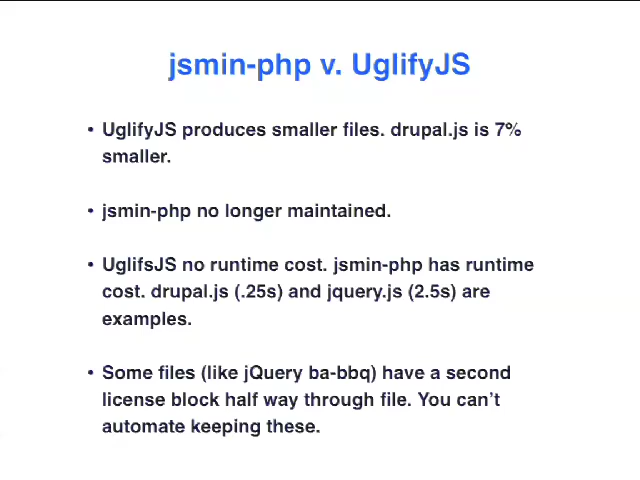 jsmin-php v. UglifyJS
• UglifyJS produces smaller files. drupal.js is 7%
smaller.
• jsmin-php no longer maintained.
• UglifsJS no runtime cost. jsmin-php has runtime
cost. drupal.js (.25s) and jquery.js (2.5s) are
examples.
• Some files (like jQuery ba-bbq) have a second
license block half way through file. You can't
automate keeping these.